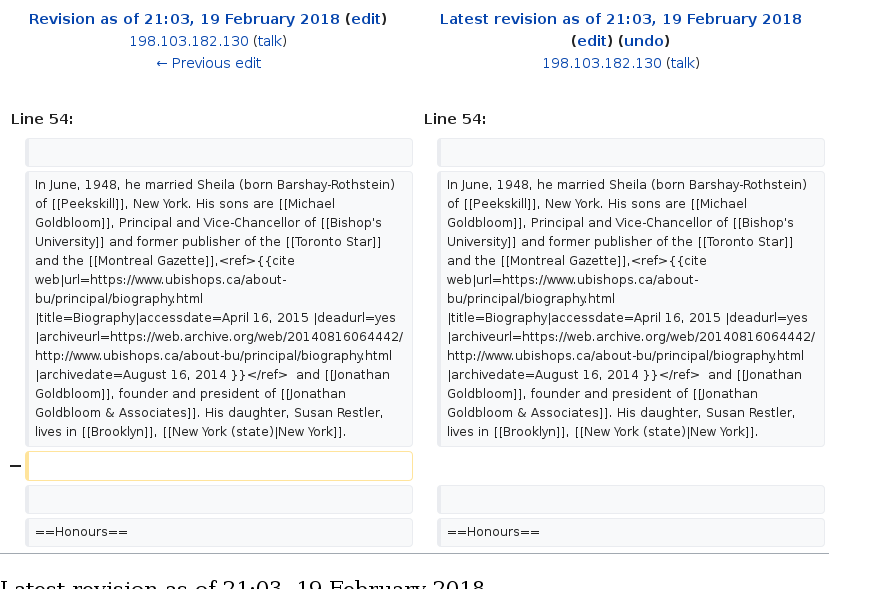 Revision as of 21:03, 19 February 2018 (edit)
198.103.182.130 (talk)
← Previous edit
Latest revision as of 21:03, 19 February 2018
(edit) (undo)
198.103.182.130 (talk)
Line 54:
Line 54:
In June, 1948, he married Sheila (born Barshay-Rothstein)
of [[Peekskill]], New York. His sons are [[Michael
Goldbloom]], Principal and Vice-Chancellor of [[Bishop's
University]] and former publisher of the [[Toronto Star]]
and the [[Montreal Gazette]],<ref>{{cite
web|url=https://www.ubishops.ca/about-
bu/principal/biography.html
|title=Biography|accessdate=April 16, 2015 |deadurl=yes
|archiveurl=https://web.archive.org/web/20140816064442/
http://www.ubishops.ca/about-bu/principal/biography.html
|archivedate=August 16, 2014 }}</ref>  and [[Jonathan
Goldbloom]], founder and president of [[Jonathan
Goldbloom & Associates]]. His daughter, Susan Restler,
lives in [[Brooklyn]], [[New York (state)|New York]].
In June, 1948, he married Sheila (born Barshay-Rothstein)
of [[Peekskill]], New York. His sons are [[Michael
Goldbloom]], Principal and Vice-Chancellor of [[Bishop's
University]] and former publisher of the [[Toronto Star]]
and the [[Montreal Gazette]],<ref>{{cite
web|url=https://www.ubishops.ca/about-
bu/principal/biography.html
|title=Biography|accessdate=April 16, 2015 |deadurl=yes
|archiveurl=https://web.archive.org/web/20140816064442/
http://www.ubishops.ca/about-bu/principal/biography.html
|archivedate=August 16, 2014 }}</ref>  and [[Jonathan
Goldbloom]], founder and president of [[Jonathan
Goldbloom & Associates]]. His daughter, Susan Restler,
lives in [[Brooklyn]], [[New York (state)|New York]].
−
==Honours==
==Honours==
Latest revision as of 21:03, 19 February 2018